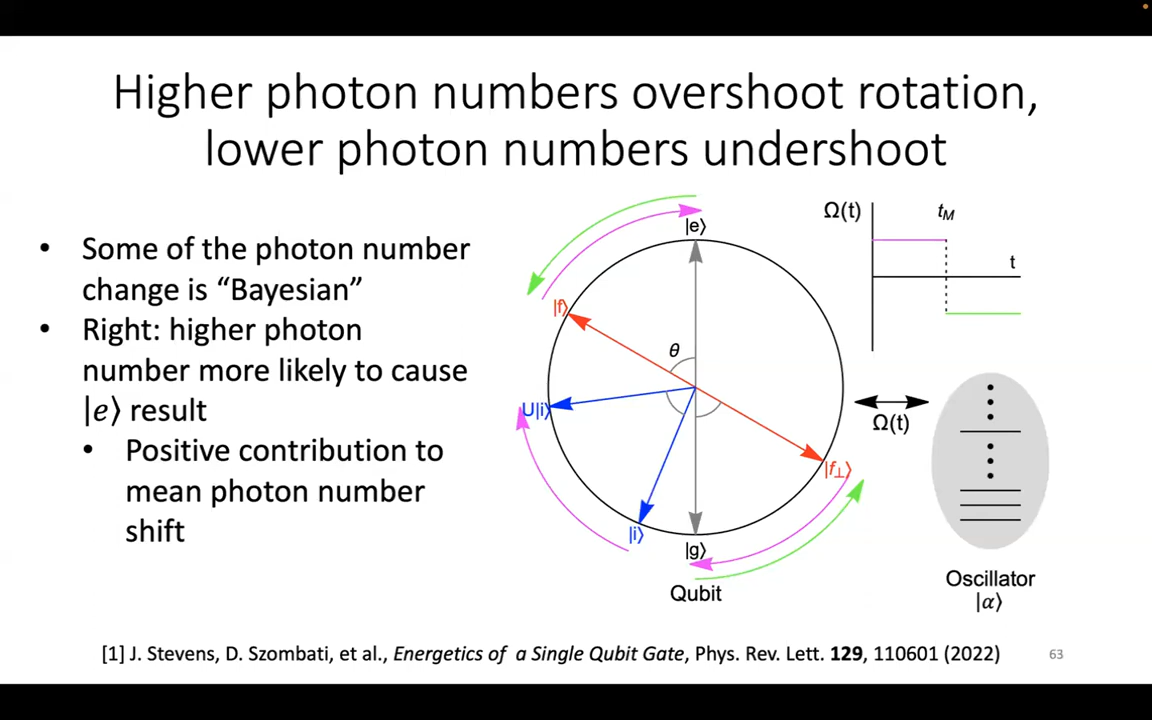 Higher photon numbers overshoot rotation,
lower photon numbers undershoot
• Some of the photon number
change is “Bayesian”
• Right: higher photon
number more likely to cause
|e⟩ result
• Positive contribution to
mean photon number
shift
|e⟩
|f⟩
θ
U|i⟩
|i⟩
|g⟩
|f⊥⟩
Qubit
Ω(t)
tM
t
Ω(t)
Oscillator
|α⟩
[1] J. Stevens, D. Szombati, et al., Energetics of a Single Qubit Gate, Phys. Rev. Lett. 129, 110601 (2022)
63